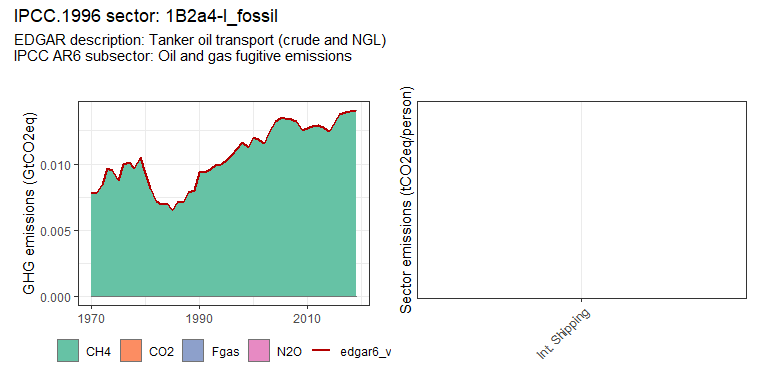 IPCC.1996 sector: 1B2a4-l_fossil
EDGAR description: Tanker oil transport (crude and NGL)
IPCC AR6 subsector: Oil and gas fugitive emissions
GHG emissions (GtCO2eq)
0.010
0.005
0.000
1970
1990
2010
CH4
CO2
Fgas
N2O
edgar6_v
Sector emissions (tCO2eq/person)
Int. Shipping